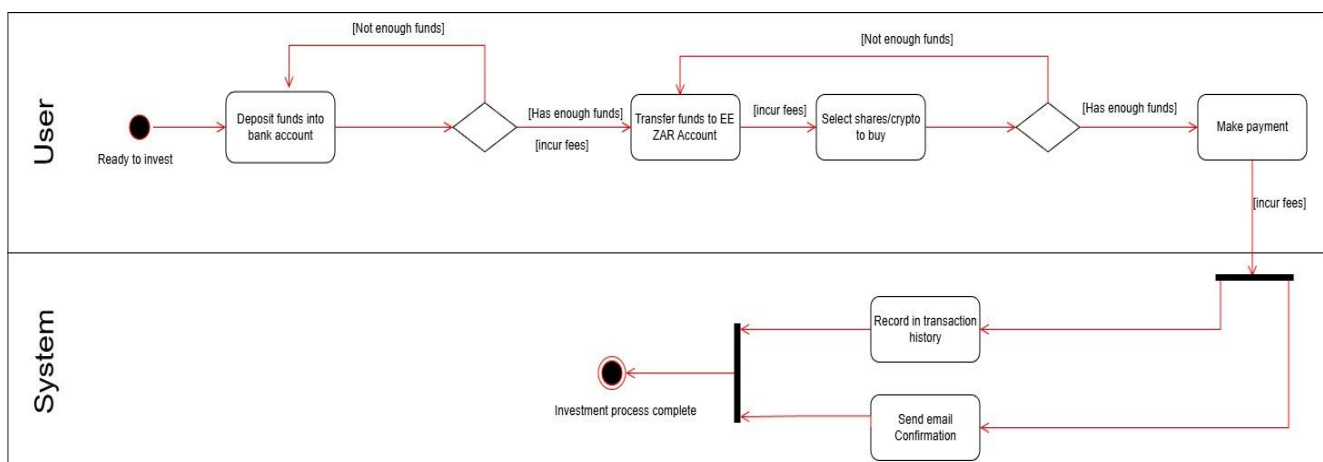 User
[Not enough funds]
[Not enough funds]
Deposit funds into
bank account
[Has enough funds]
[incur fees]
Transfer funds to EE
ZAR Account
[incur fees]
Select shares/crypto
to buy
[Has enough funds]
Make payment
Ready to invest
[incur fees]
System
Record in transaction
history
Investment process complete
Send email
Confirmation